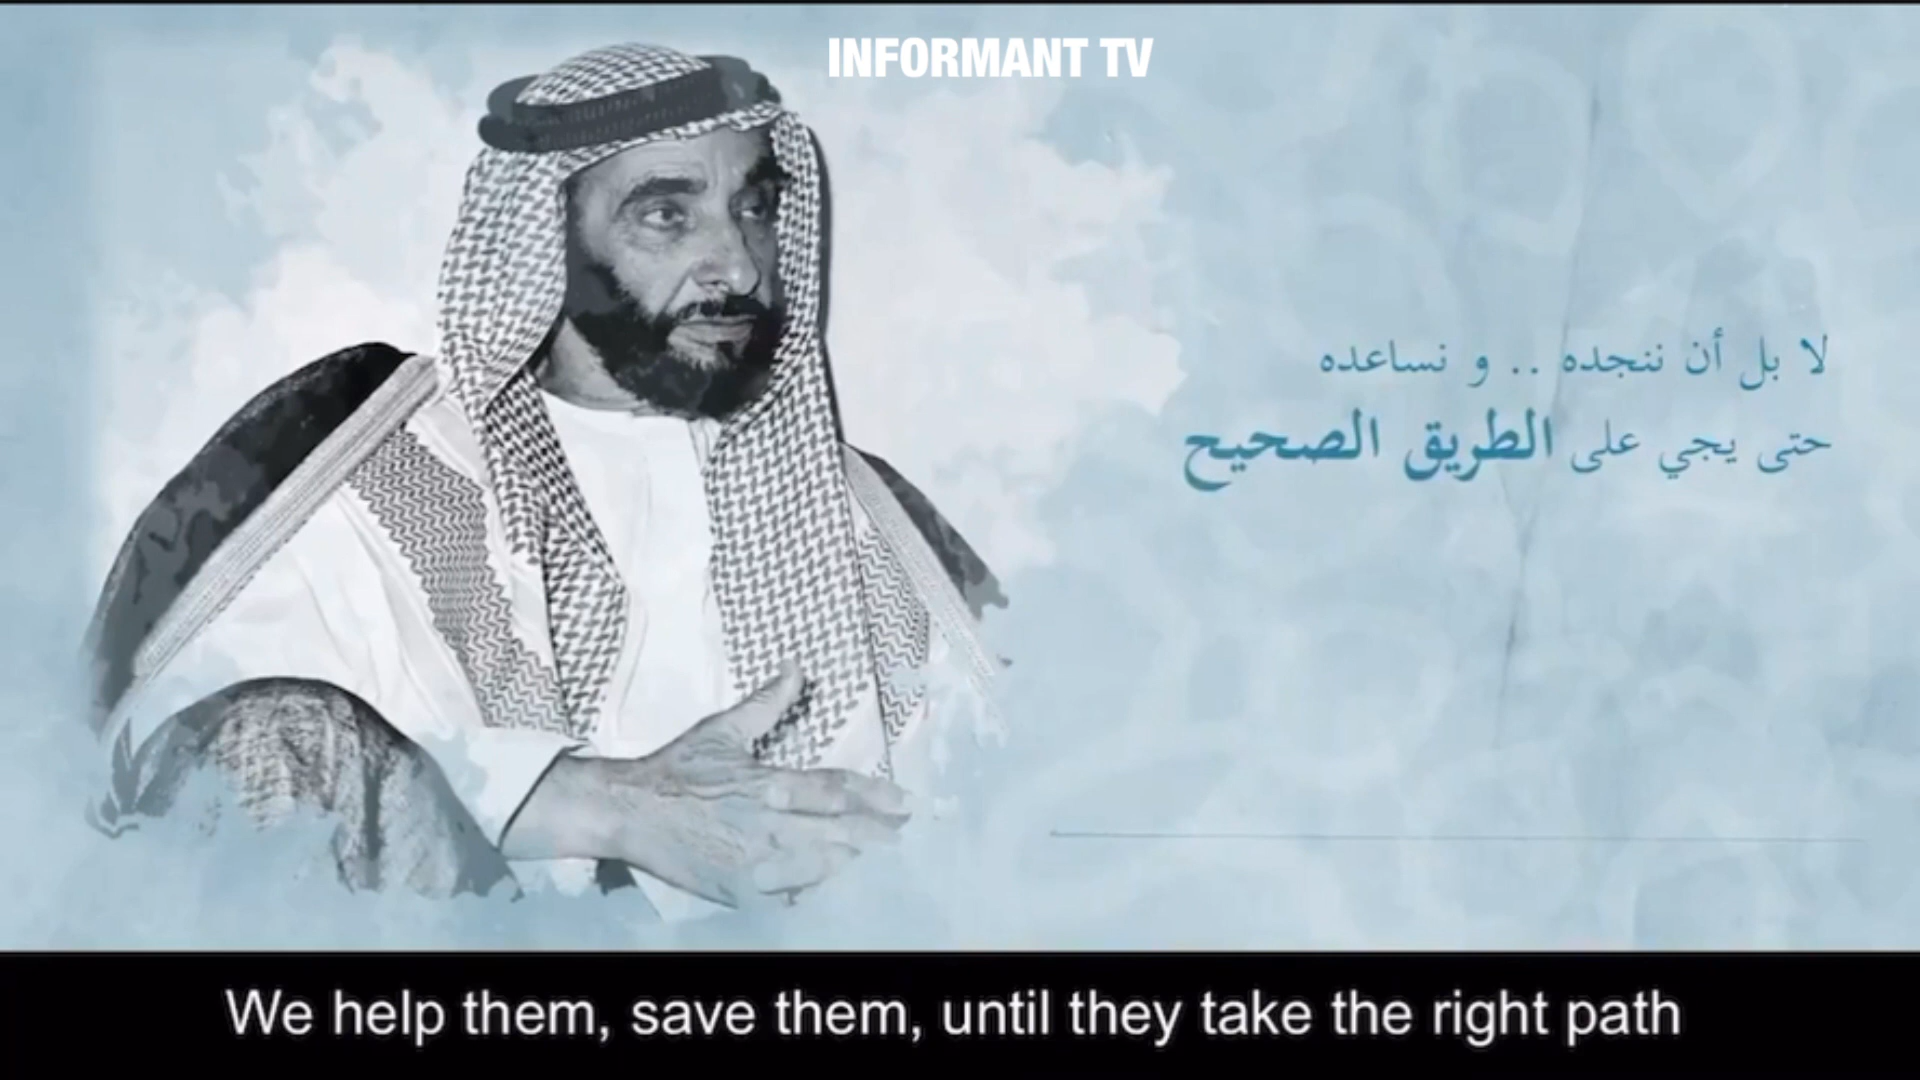 INFORMANT TV
لا بل أن ننجده .. و نساعده
حتى يجي على الطريق الصحيح
We help them, save them, until they take the right path